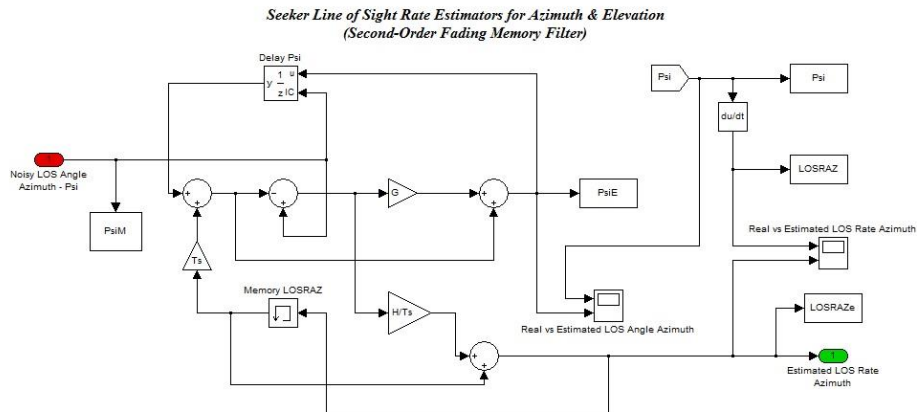 Seeker Line of Sight Rate Estimators for Azimuth & Elevation
(Second-Order Fading Memory Filter)
Delay Psi
y 1 u
z IC
Psi
Psi
du/dt
Noisy LOS Angle
Azimuth - Psi
PsiM
+
+
-
+
G
+
+
PsiE
LOSRAZ
Real vs Estimated LOS Rate Azimuth
Ts
Memory LOSRAZ
H/Ts
Real vs Estimated LOS Angle Azimuth
LOSRAZe
+
+
1
Estimated LOS Rate
Azimuth